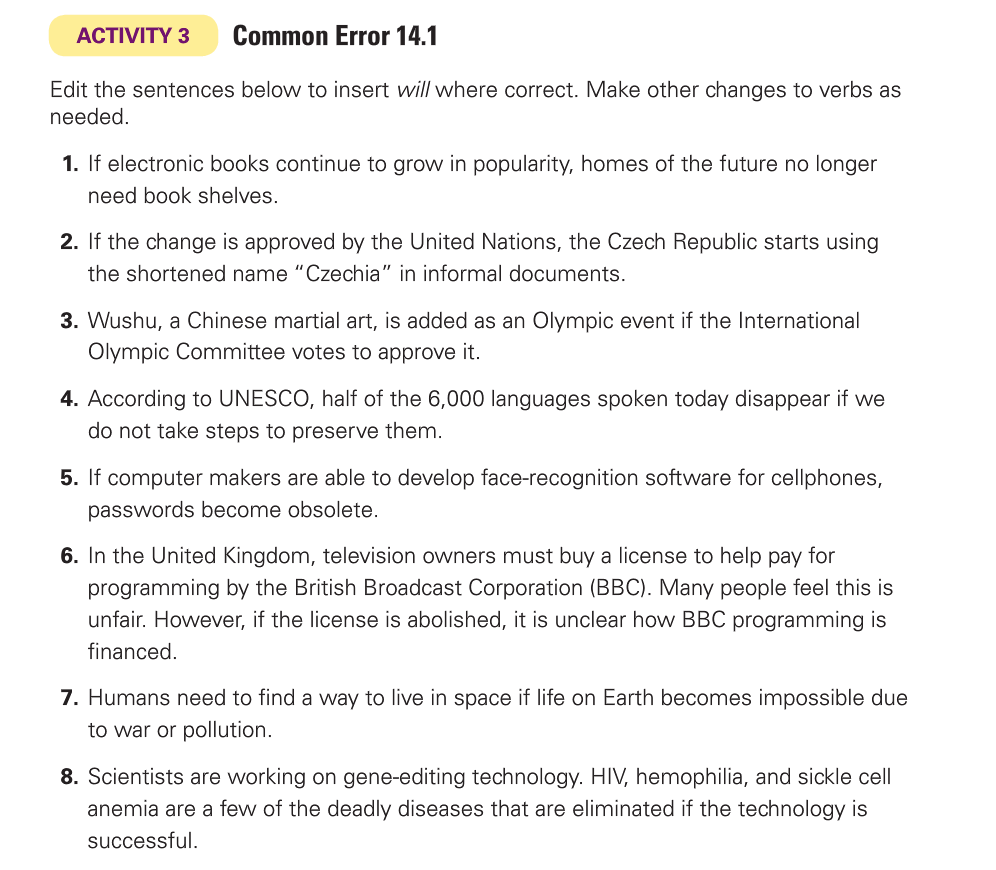 ACTIVITY 3 Common Error 14.1
Edit the sentences below to insert will where correct. Make other changes to verbs as
needed.
1. If electronic books continue to grow in popularity, homes of the future no longer
need book shelves.
2. If the change is approved by the United Nations, the Czech Republic starts using
the shortened name “Czechia” in informal documents.
3. Wushu, a Chinese martial art, is added as an Olympic event if the International
Olympic Committee votes to approve it.
4. According to UNESCO, half of the 6,000 languages spoken today disappear if we
do not take steps to preserve them.
5. If computer makers are able to develop face-recognition software for cellphones,
passwords become obsolete.
6. In the United Kingdom, television owners must buy a license to help pay for
programming by the British Broadcast Corporation (BBC). Many people feel this is
unfair. However, if the license is abolished, it is unclear how BBC programming is
financed.
7. Humans need to find a way to live in space if life on Earth becomes impossible due
to war or pollution.
8. Scientists are working on gene-editing technology. HIV, hemophilia, and sickle cell
anemia are a few of the deadly diseases that are eliminated if the technology is
successful.